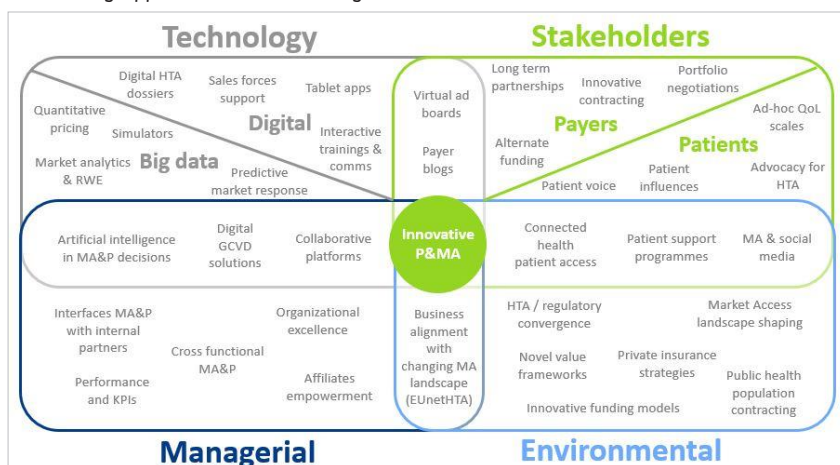 Technology
Stakeholders
Digital HTA
dossiers
Sales forces
support
Tablet apps
Quantitative
pricing
Simulators
Digital
Interactive
trainings &
comms
Market analytics
& RWE
Big data
Predictive
market response
Virtual ad
boards
Payer
blogs
Long term
partnerships
Innovative
contracting
Portfolio
negotiations
Payers
Alternate
funding
Ad-hoc QoL
scales
Patients
Patient voice
Patient
influences
Advocacy for
HTA
Artificial intelligence
in MA&P decisions
Digital
GCVD
solutions
Collaborative
platforms
Innovative
P&MA
Connected
health
patient access
Patient support
programmes
MA & social
media
Interfaces MA&P
with internal
partners
Organizational
excellence
Cross functional
MA&P
Performance
and KPIs
Affiliates
empowerment
Business
alignment
with
changing MA
landscape
(EUnetHTA)
HTA / regulatory
convergence
Market Access
landscape shaping
Novel value
frameworks
Private insurance
strategies
Public health
population
contracting
Innovative funding models
Managerial
Environmental